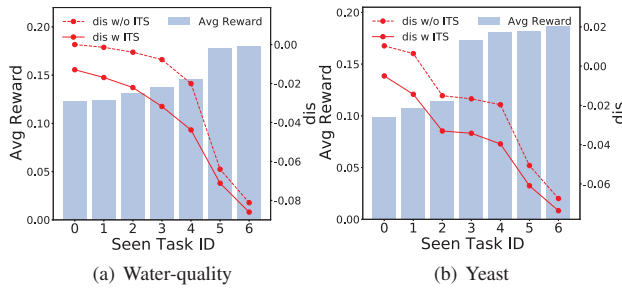 dis w/o ITS
dis w ITS
Avg Reward
0.20
0.15
0.10
0.05
0.00
Avg Reward
0.00
−0.02
−0.04
−0.06
−0.08
dis
0 1 2 3 4 5 6
Seen Task ID
(a) Water-quality
dis w/o ITS
dis w ITS
Avg Reward
0.20
0.15
0.10
0.05
0.00
Avg Reward
0.02
0.00
−0.02
−0.04
−0.06
dis
0 1 2 3 4 5 6
Seen Task ID
(b) Yeast